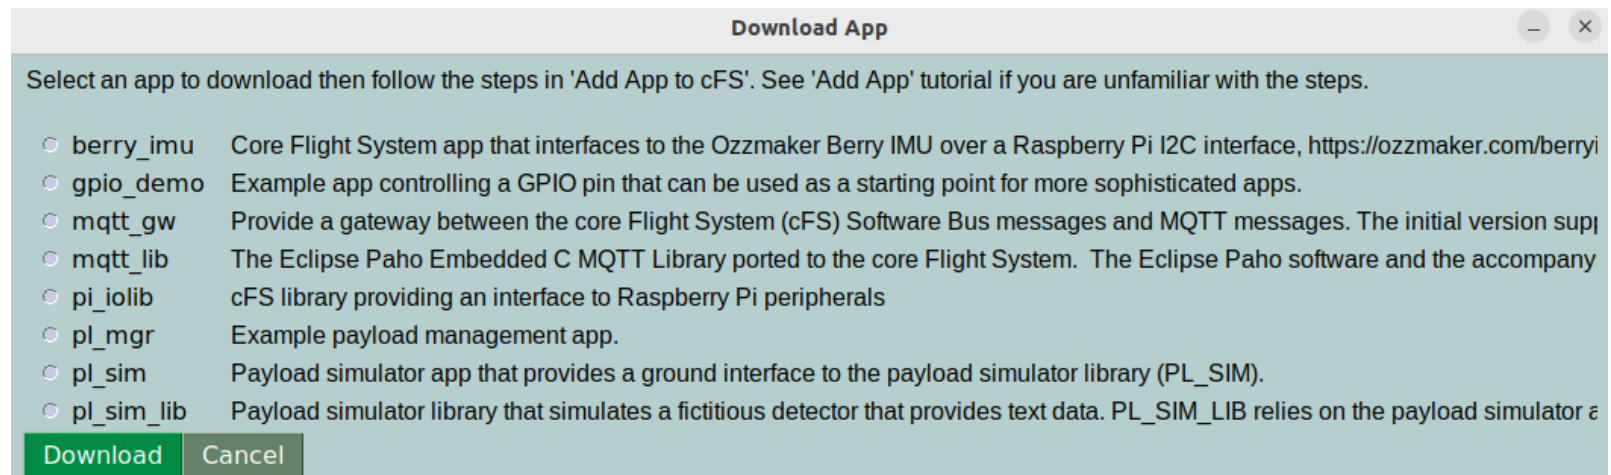 Download App
Select an app to download then follow the steps in 'Add App to cFS'. See 'Add App' tutorial if you are unfamiliar with the steps.
berry_imu Core Flight System app that interfaces to the Ozzmaker Berry IMU over a Raspberry Pi I2C interface, https://ozzmaker.com/berryi
gpio_demo Example app controlling a GPIO pin that can be used as a starting point for more sophisticated apps.
mqtt_gw Provide a gateway between the core Flight System (cFS) Software Bus messages and MQTT messages. The initial version supp
mqtt_lib The Eclipse Paho Embedded C MQTT Library ported to the core Flight System.  The Eclipse Paho software and the accompany
pi_iolib cFS library providing an interface to Raspberry Pi peripherals
pl_mgr Example payload management app.
pl_sim Payload simulator app that provides a ground interface to the payload simulator library (PL_SIM).
pl_sim_lib Payload simulator library that simulates a fictitious detector that provides text data. PL_SIM_LIB relies on the payload simulator a
Download Cancel